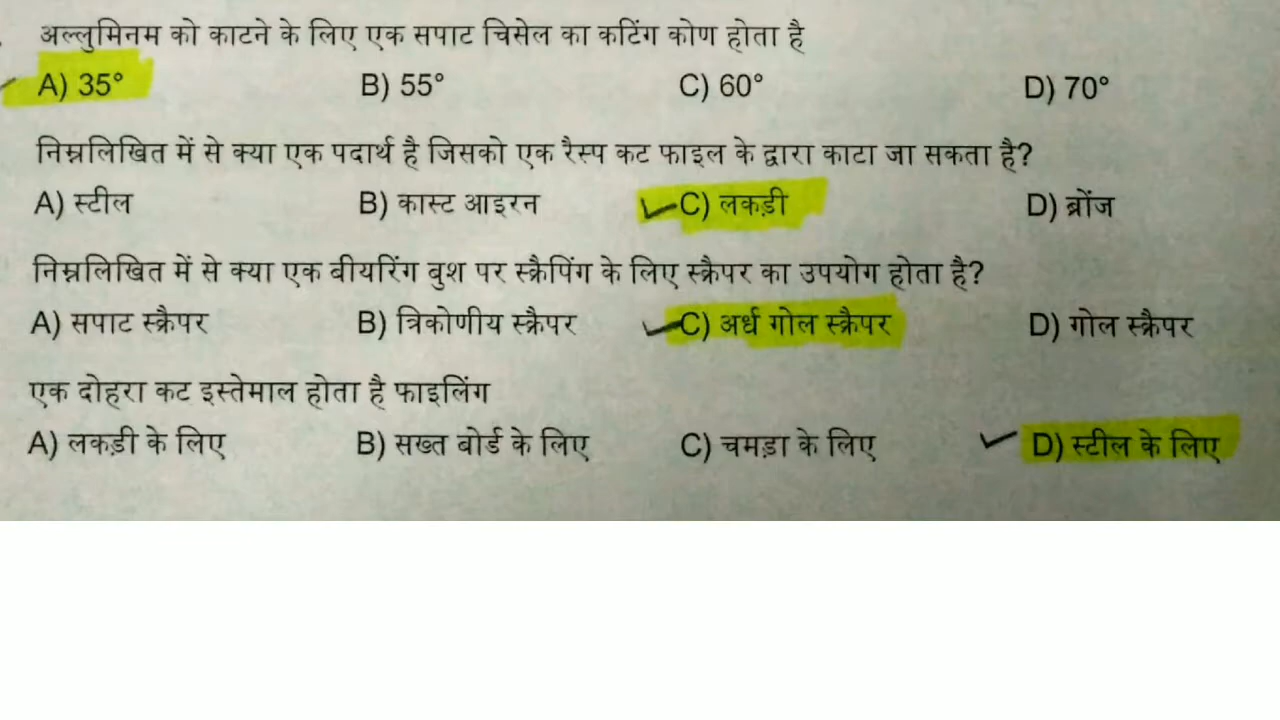 अल्लुमिनम को काटने के लिए एक सपाट चिसेल का कटिंग कोण होता है
A) 35° B) 55° C) 60° D) 70°
निम्नलिखित में से क्या एक पदार्थ है जिसको एक रैस्प कट फाइल के द्वारा काटा जा सकता है?
A) स्टील B) कास्ट आइरन C) लकड़ी D) ब्रोंज
निम्नलिखित में से क्या एक बीयरिंग बुश पर स्क्रैपिंग के लिए स्क्रैपर का उपयोग होता है?
A) सपाट स्क्रैपर B) त्रिकोणीय स्क्रैपर C) अर्ध गोल स्क्रैपर D) गोल स्क्रैपर
एक दोहरा कट इस्तेमाल होता है फाइलिंग
A) लकड़ी के लिए B) सख्त बोर्ड के लिए C) चमड़ा के लिए D) स्टील के लिए